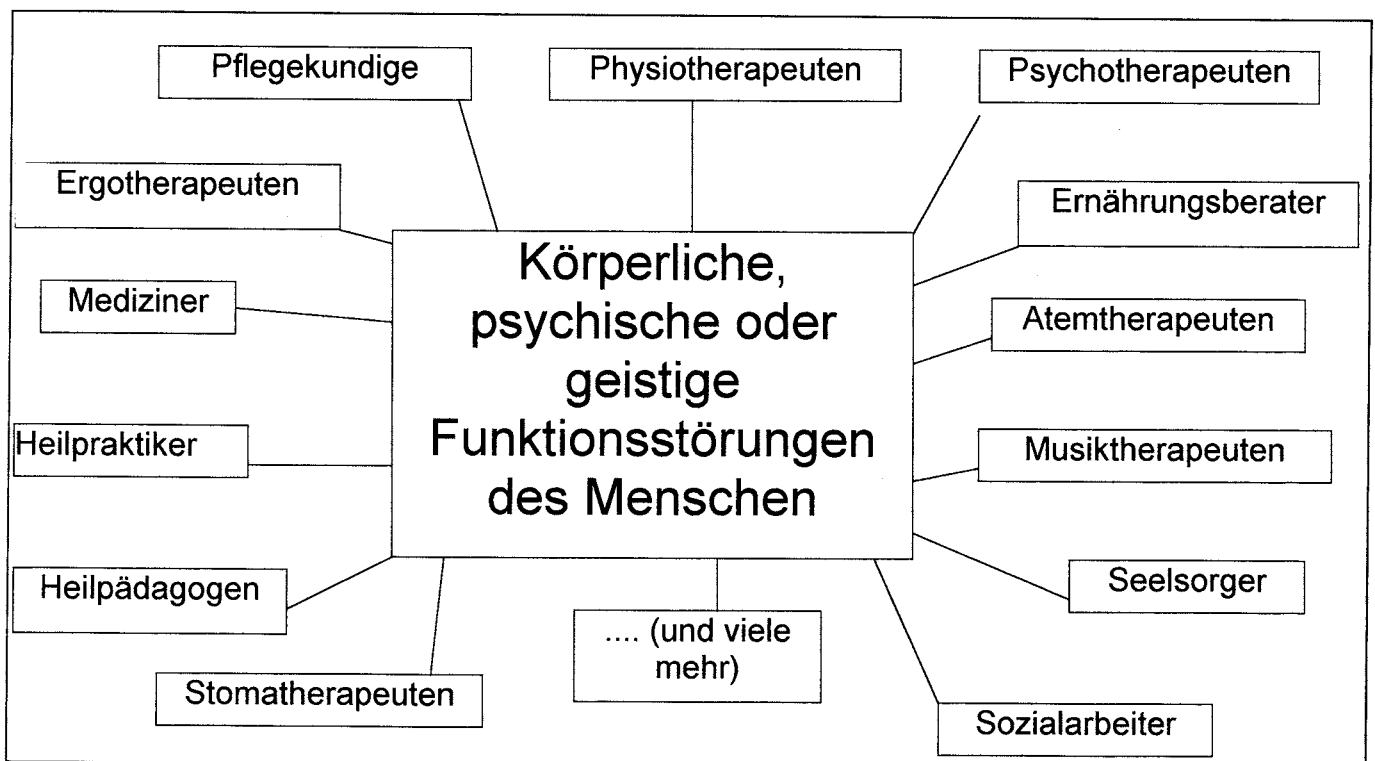 Pflegekundige
Physiotherapeuten
Psychotherapeuten
Ergotherapeuten
Ernährungsberater
Körperliche,
psychische oder
geistige
Funktionsstörungen
des Menschen
Mediziner
Atemtherapeuten
Heilpraktiker
Musiktherapeuten
Heilpädagogen
Seelsorger
.... (und viele
mehr)
Stomatherapeuten
Sozialarbeiter